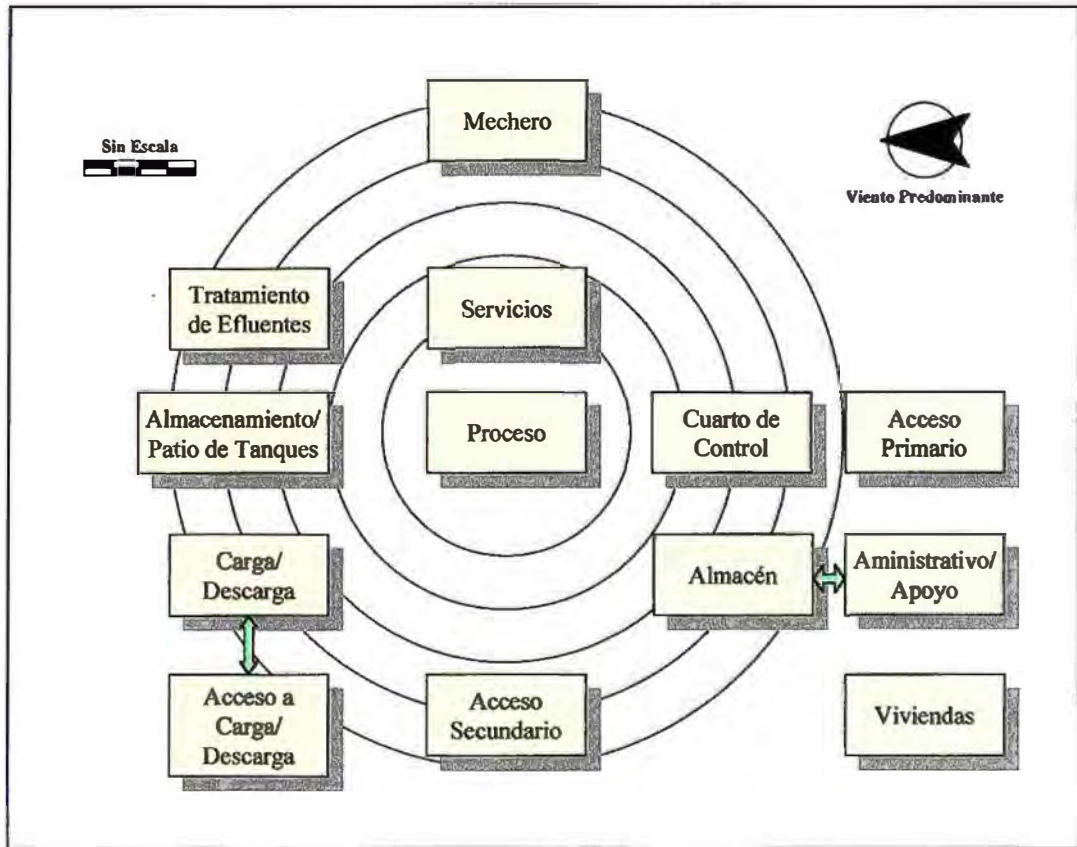 Mechero
Sin Escala
Viento Predominante
Tratamiento
de Efluentes
Servicios
Almacenamiento/
Patio de Tanques
Proceso
Cuarto de
Control
Acceso
Primario
Carga/
Descarga
Almacén
Aministrativo/
Apoyo
Acceso a
Carga/
Descarga
Acceso
Secundario
Viviendas